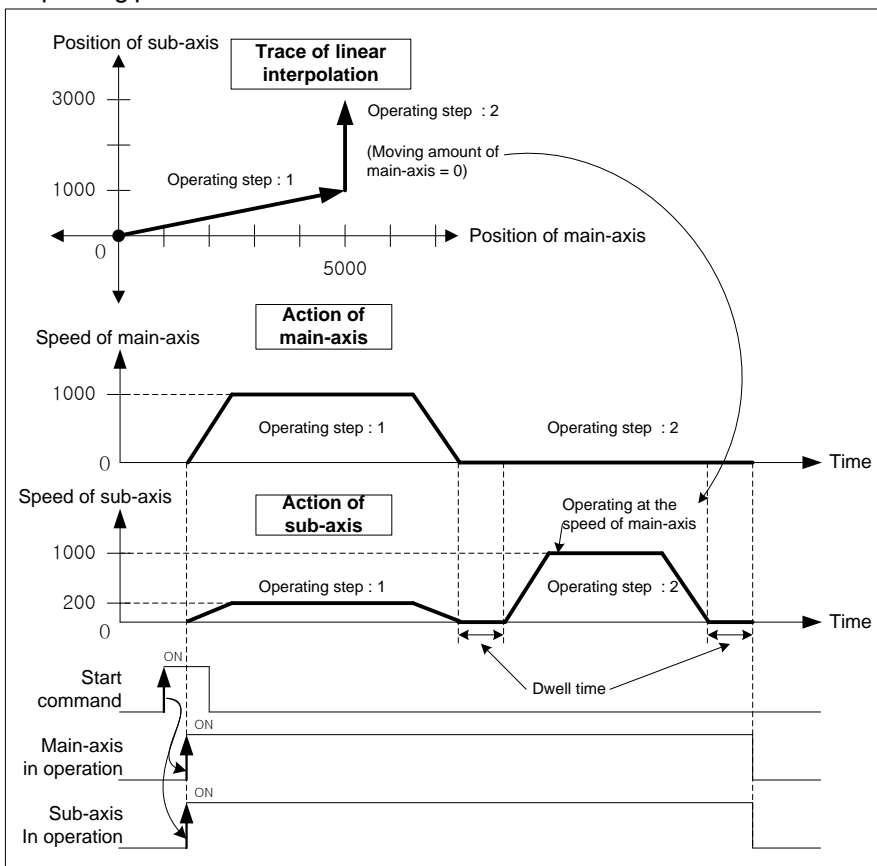 Position of sub-axis
Trace of linear
interpolation
3000
Operating step : 2
(Moving amount of
main-axis = 0)
Operating step : 1
1000
0
Position of main-axis
5000
Action of
main-axis
Speed of main-axis
1000
Operating step : 1
Operating step : 2
0
Time
Speed of sub-axis
Action of
sub-axis
Operating at the
speed of main-axis
1000
Operating step : 1
Operating step : 2
200
0
Time
ON
Dwell time
Start
command
ON
Main-axis
in operation
ON
Sub-axis
In operation